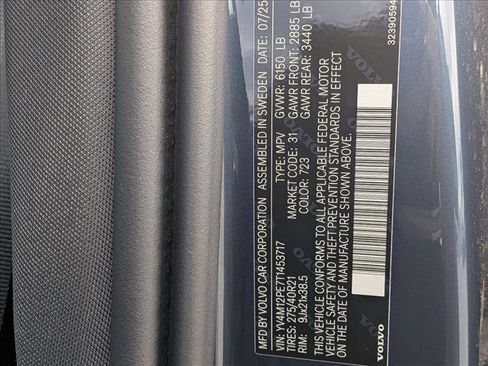 MFD BY VOLVO CAR CORPORATION ASSEMBLED IN SWEDEN DATE: 07/25
VIN: YV4M12PE7T1453717 TYPE: MPV GVWR: 6150 LB
TIRES: 275/40R21 MARKET CODE: 31 GAWR FRONT: 2885 LB
RIM: 9Jx21x38.5 COLOR: 723 GAWR REAR: 3440 LB
THIS VEHICLE CONFORMS TO ALL APPLICABLE FEDERAL MOTOR
VEHICLE SAFETY AND THEFT PREVENTION STANDARDS IN EFFECT
ON THE DATE OF MANUFACTURE SHOWN ABOVE.
VOLVO 32390594